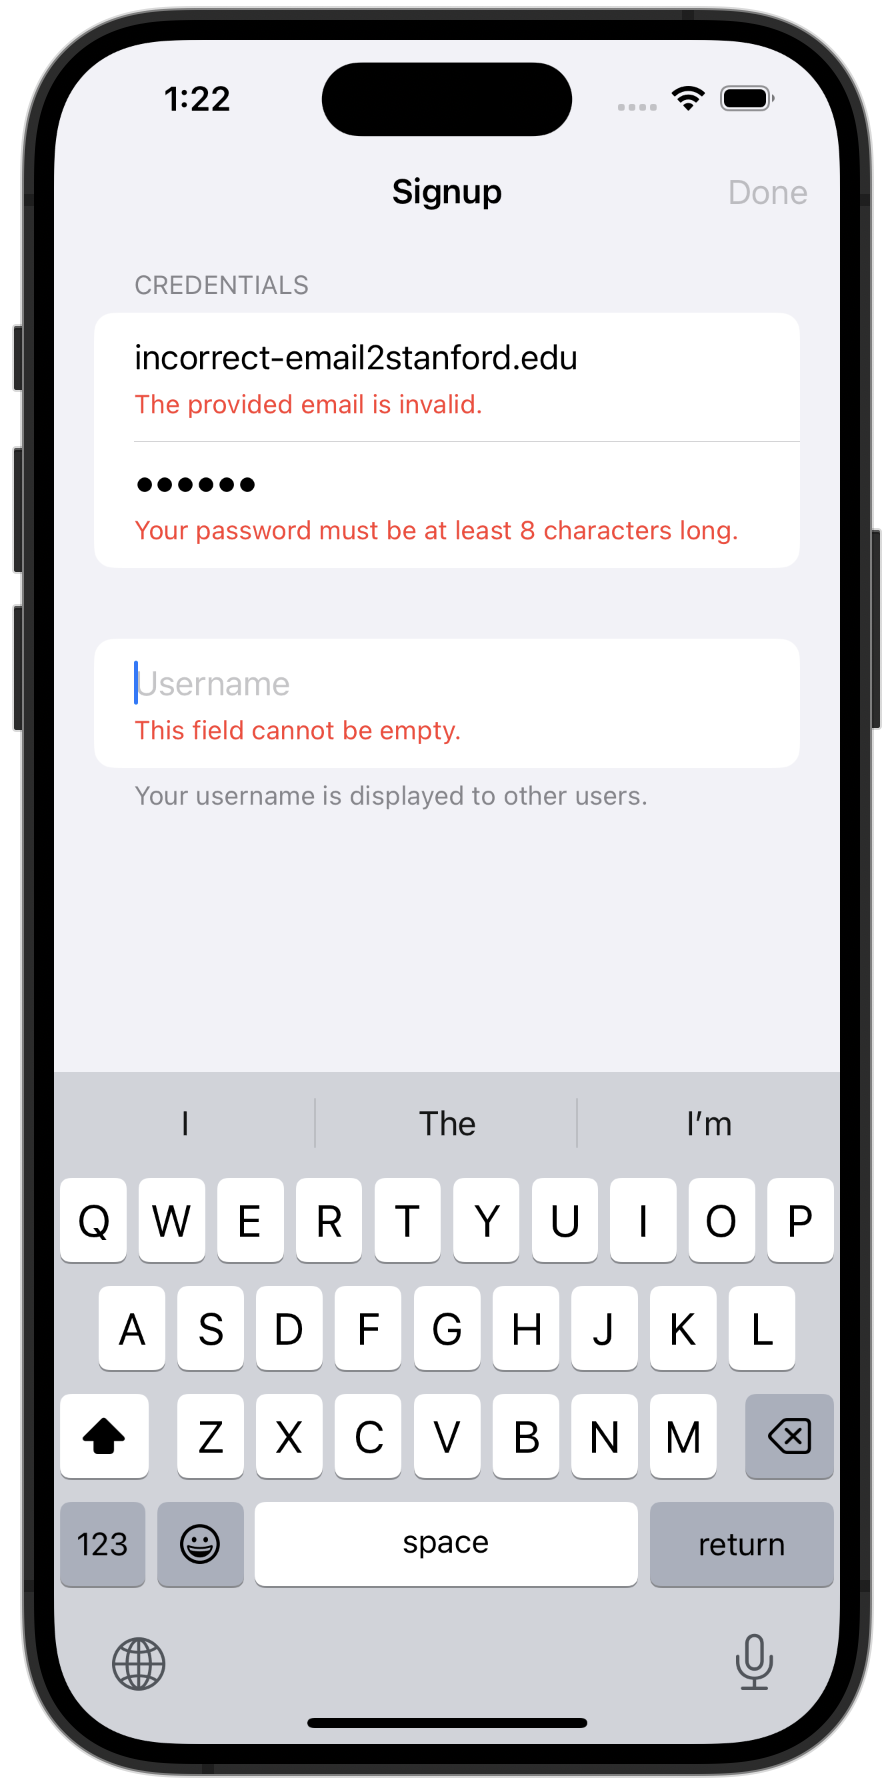 1:22
Signup
Done
CREDENTIALS
incorrect-email2stanford.edu
The provided email is invalid.
••••••
Your password must be at least 8 characters long.
Username
This field cannot be empty.
Your username is displayed to other users.
I The I’m
Q W E R T Y U I O P
A S D F G H J K L
Z X C V B N M
123 space return